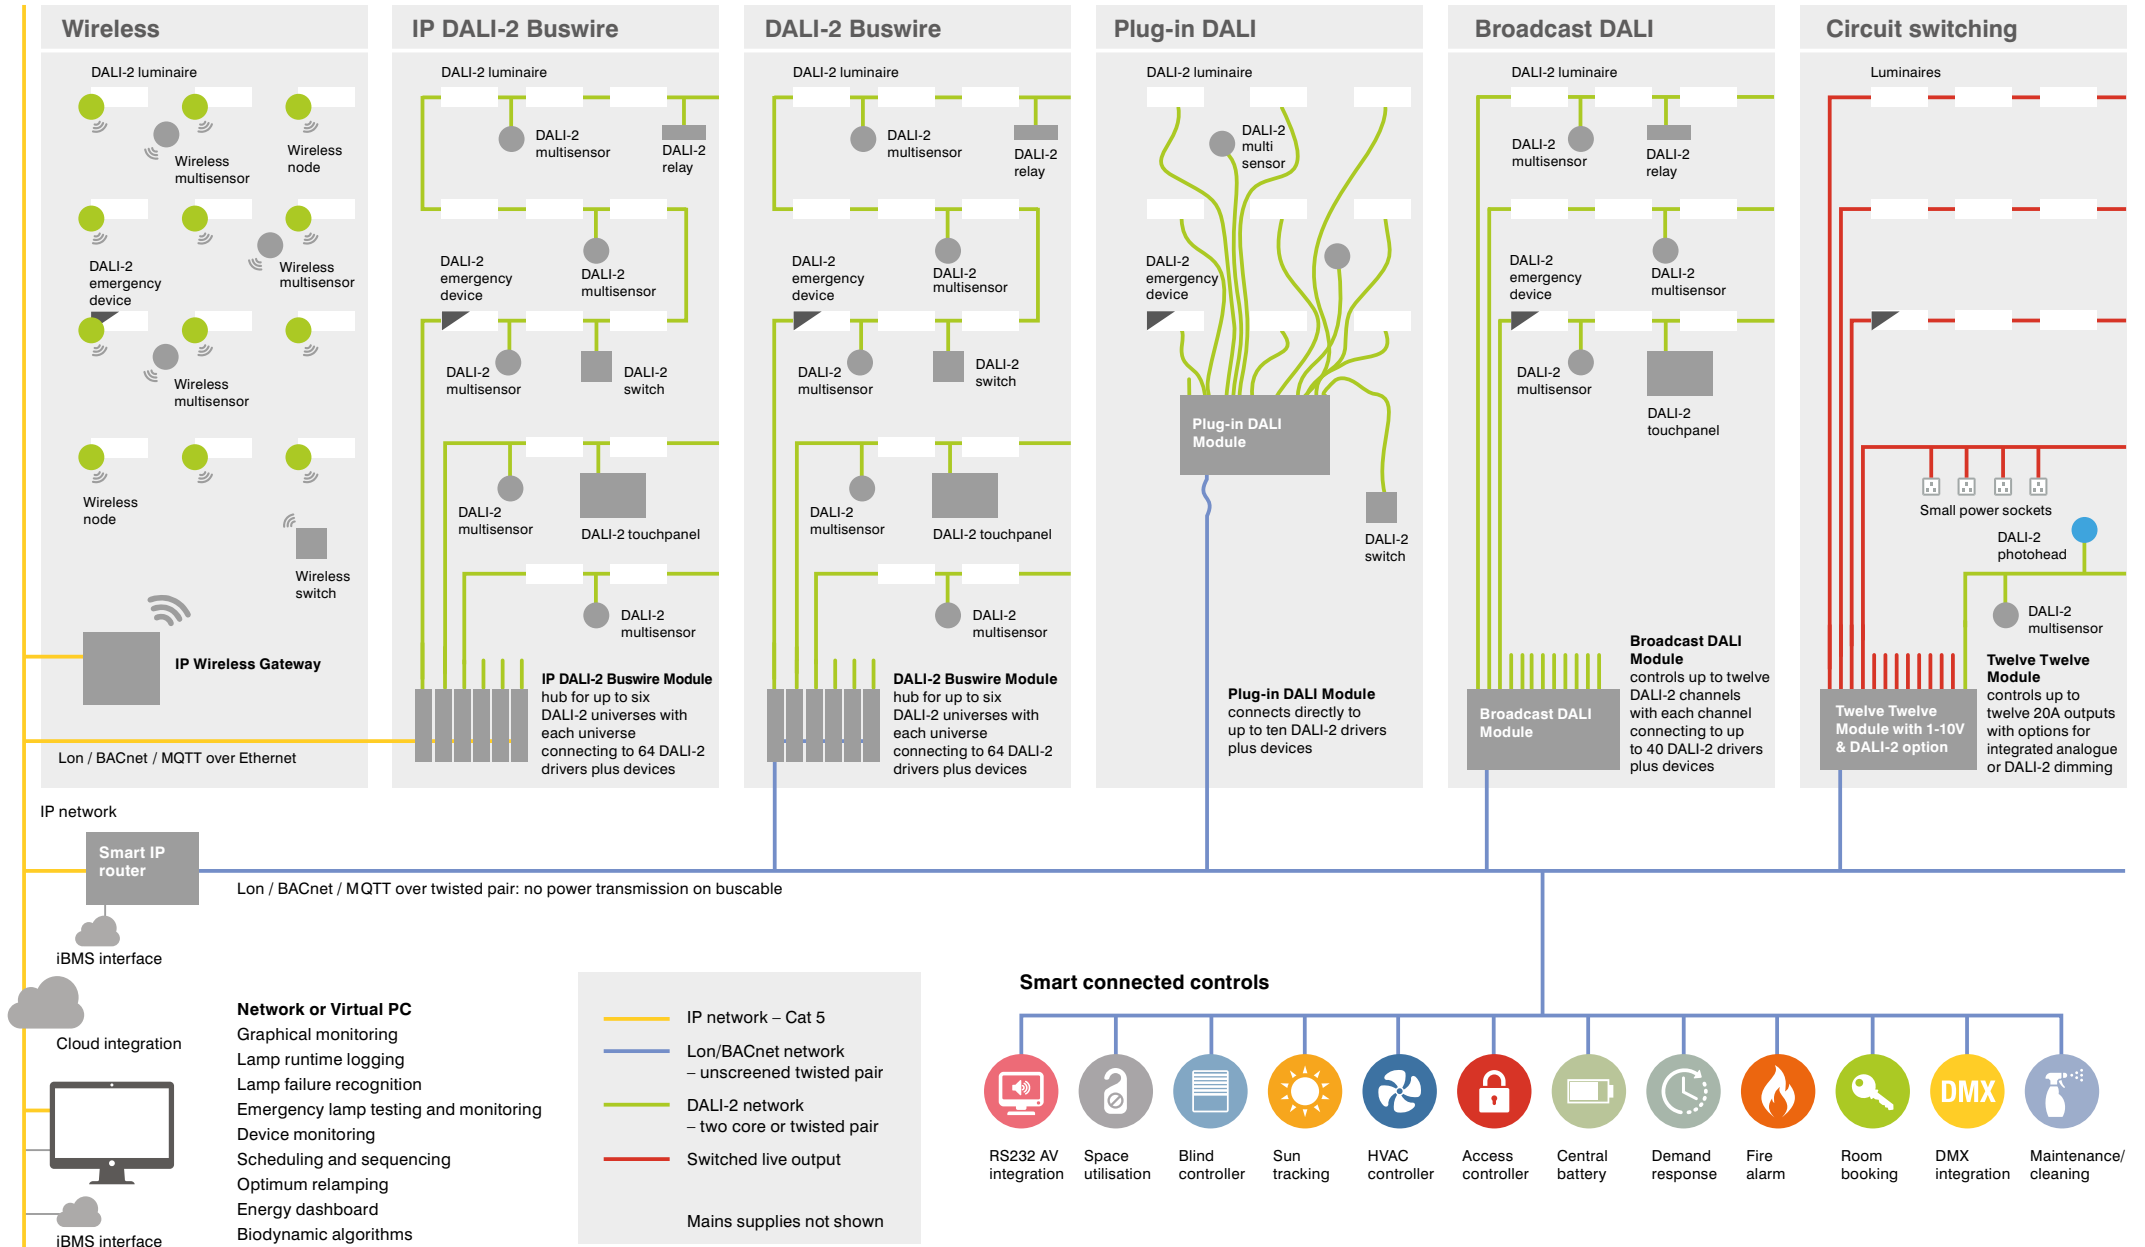 Wireless
DALI-2 luminaire
Wireless
multisensor
Wireless
node
DALI-2
emergency
device
Wireless
multisensor
Wireless
multisensor
Wireless
node
Wireless
switch
IP Wireless Gateway
Lon / BACnet / MQTT over Ethernet
IP DALI-2 Buswire
DALI-2 luminaire
DALI-2
multisensor
DALI-2
relay
DALI-2
emergency
device
DALI-2
multisensor
DALI-2
multisensor
DALI-2
switch
DALI-2
multisensor
DALI-2 touchpanel
DALI-2
multisensor
IP DALI-2 Buswire Module
hub for up to six
DALI-2 universes with
each universe
connecting to 64 DALI-2
drivers plus devices
DALI-2 Buswire
DALI-2 luminaire
DALI-2
multisensor
DALI-2
relay
DALI-2
emergency
device
DALI-2
multisensor
DALI-2
multisensor
DALI-2
switch
DALI-2
multisensor
DALI-2 touchpanel
DALI-2
multisensor
DALI-2 Buswire Module
hub for up to six
DALI-2 universes with
each universe
connecting to 64 DALI-2
drivers plus devices
Plug-in DALI
DALI-2 luminaire
DALI-2
multi
sensor
DALI-2
emergency
device
Plug-in DALI
Module
DALI-2
switch
Plug-in DALI Module
connects directly to
up to ten DALI-2 drivers
plus devices
Broadcast DALI
DALI-2 luminaire
DALI-2
multisensor
DALI-2
relay
DALI-2
emergency
device
DALI-2
multisensor
DALI-2
multisensor
DALI-2
touchpanel
Broadcast DALI
Module
controls up to twelve
DALI-2 channels
with each channel
connecting to up
to 40 DALI-2 drivers
plus devices
Broadcast DALI
Module
Circuit switching
Luminaires
Small power sockets
DALI-2
photohead
DALI-2
multisensor
Twelve Twelve
Module
controls up to
twelve 20A outputs
with options for
integrated analogue
or DALI-2 dimming
Twelve Twelve
Module with 1-10V
& DALI-2 option
IP network
Smart IP
router
Lon / BACnet / MQTT over twisted pair: no power transmission on buscable
iBMS interface
Cloud integration
iBMS interface
Network or Virtual PC
Graphical monitoring
Lamp runtime logging
Lamp failure recognition
Emergency lamp testing and monitoring
Device monitoring
Scheduling and sequencing
Optimum relamping
Energy dashboard
Biodynamic algorithms
IP network – Cat 5
Lon/BACnet network
– unscreened twisted pair
DALI-2 network
– two core or twisted pair
Switched live output
Mains supplies not shown
Smart connected controls
DMX
RS232 AV
integration
Space
utilisation
Blind
controller
Sun
tracking
HVAC
controller
Access
controller
Central
battery
Demand
response
Fire
alarm
Room
booking
DMX
integration
Maintenance/
cleaning